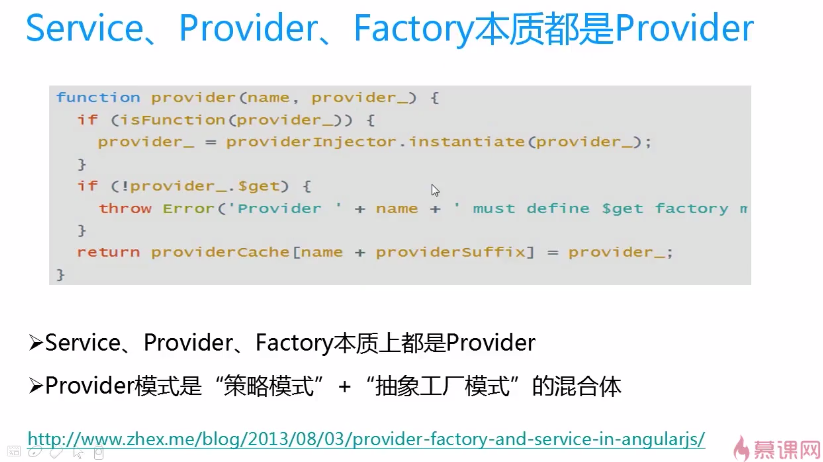 Service、Provider、Factory本质都是Provider
function provider(name, provider_) {
if (isFunction(provider_)) {
provider_ = providerInjector.instantiate(provider_);
}
if (!provider_.$get) {
throw Error('Provider ' + name + ' must define $get factory m
}
return providerCache[name + providerSuffix] = provider_;
}
➢Service、Provider、Factory本质上都是Provider
➢Provider模式是“策略模式”+“抽象工厂模式”的混合体
http://www.zhex.me/blog/2013/08/03/provider-factory-and-service-in-angularjs/
慕课网